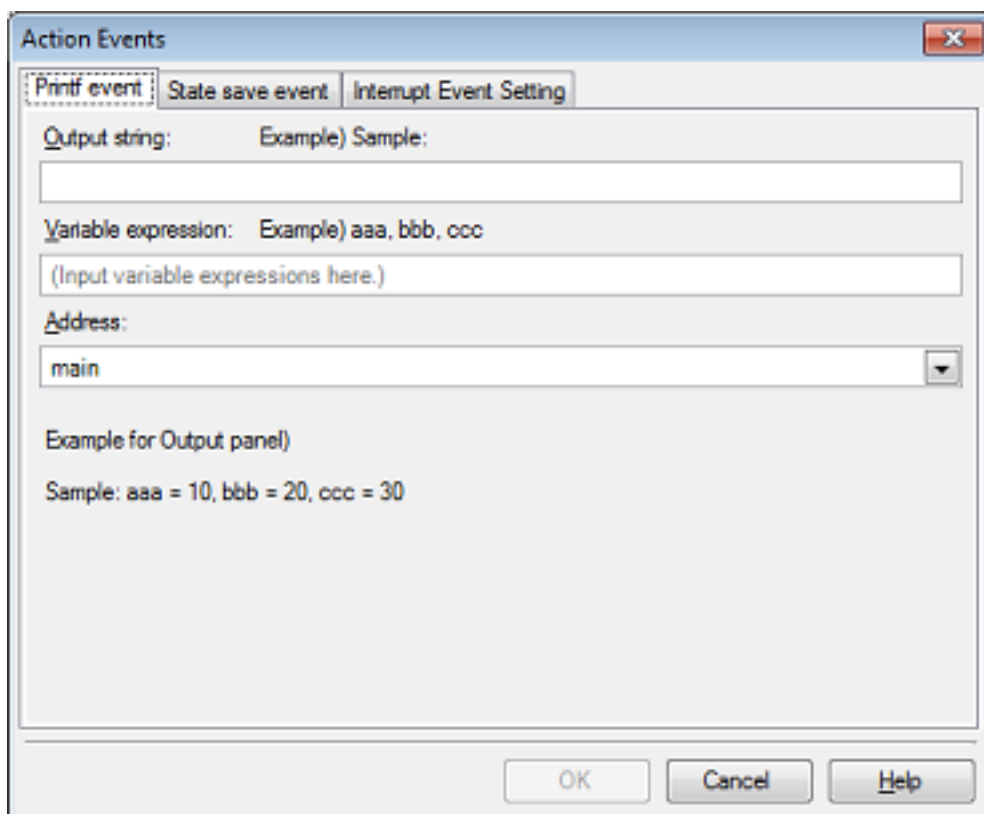 Action Events
Printf event State save event Interrupt Event Setting
Output string: Example) Sample:
Variable expression: Example) aaa, bbb, ccc
(Input variable expressions here.)
Address:
main
Example for Output panel)
Sample: aaa = 10, bbb = 20, ccc = 30
OK Cancel Help